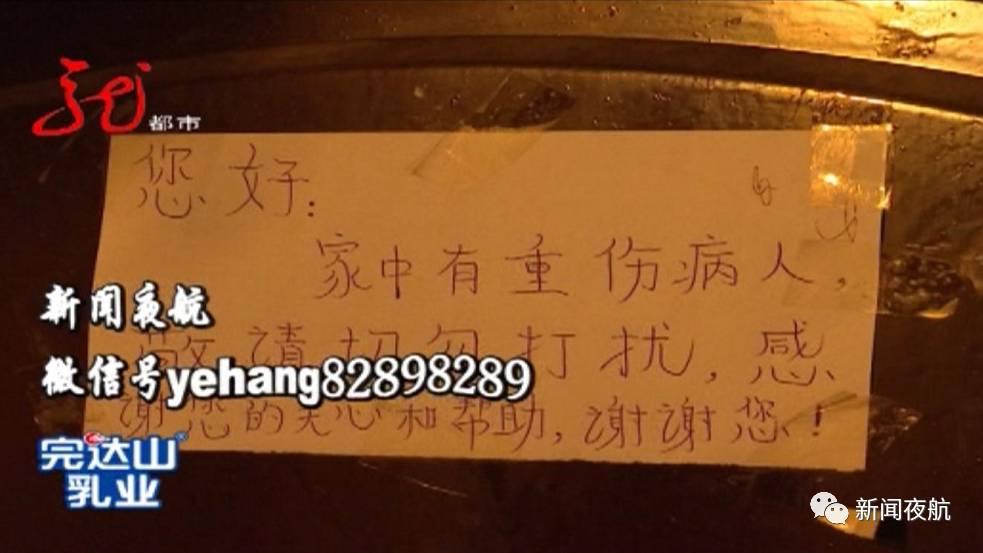 龙
都市
您好:
家中有重伤病人,
敬请切勿打扰,感
谢您的关心和帮助,谢谢您!
新闻夜航
微信号yehang82898289
完达山
乳业
新闻夜航